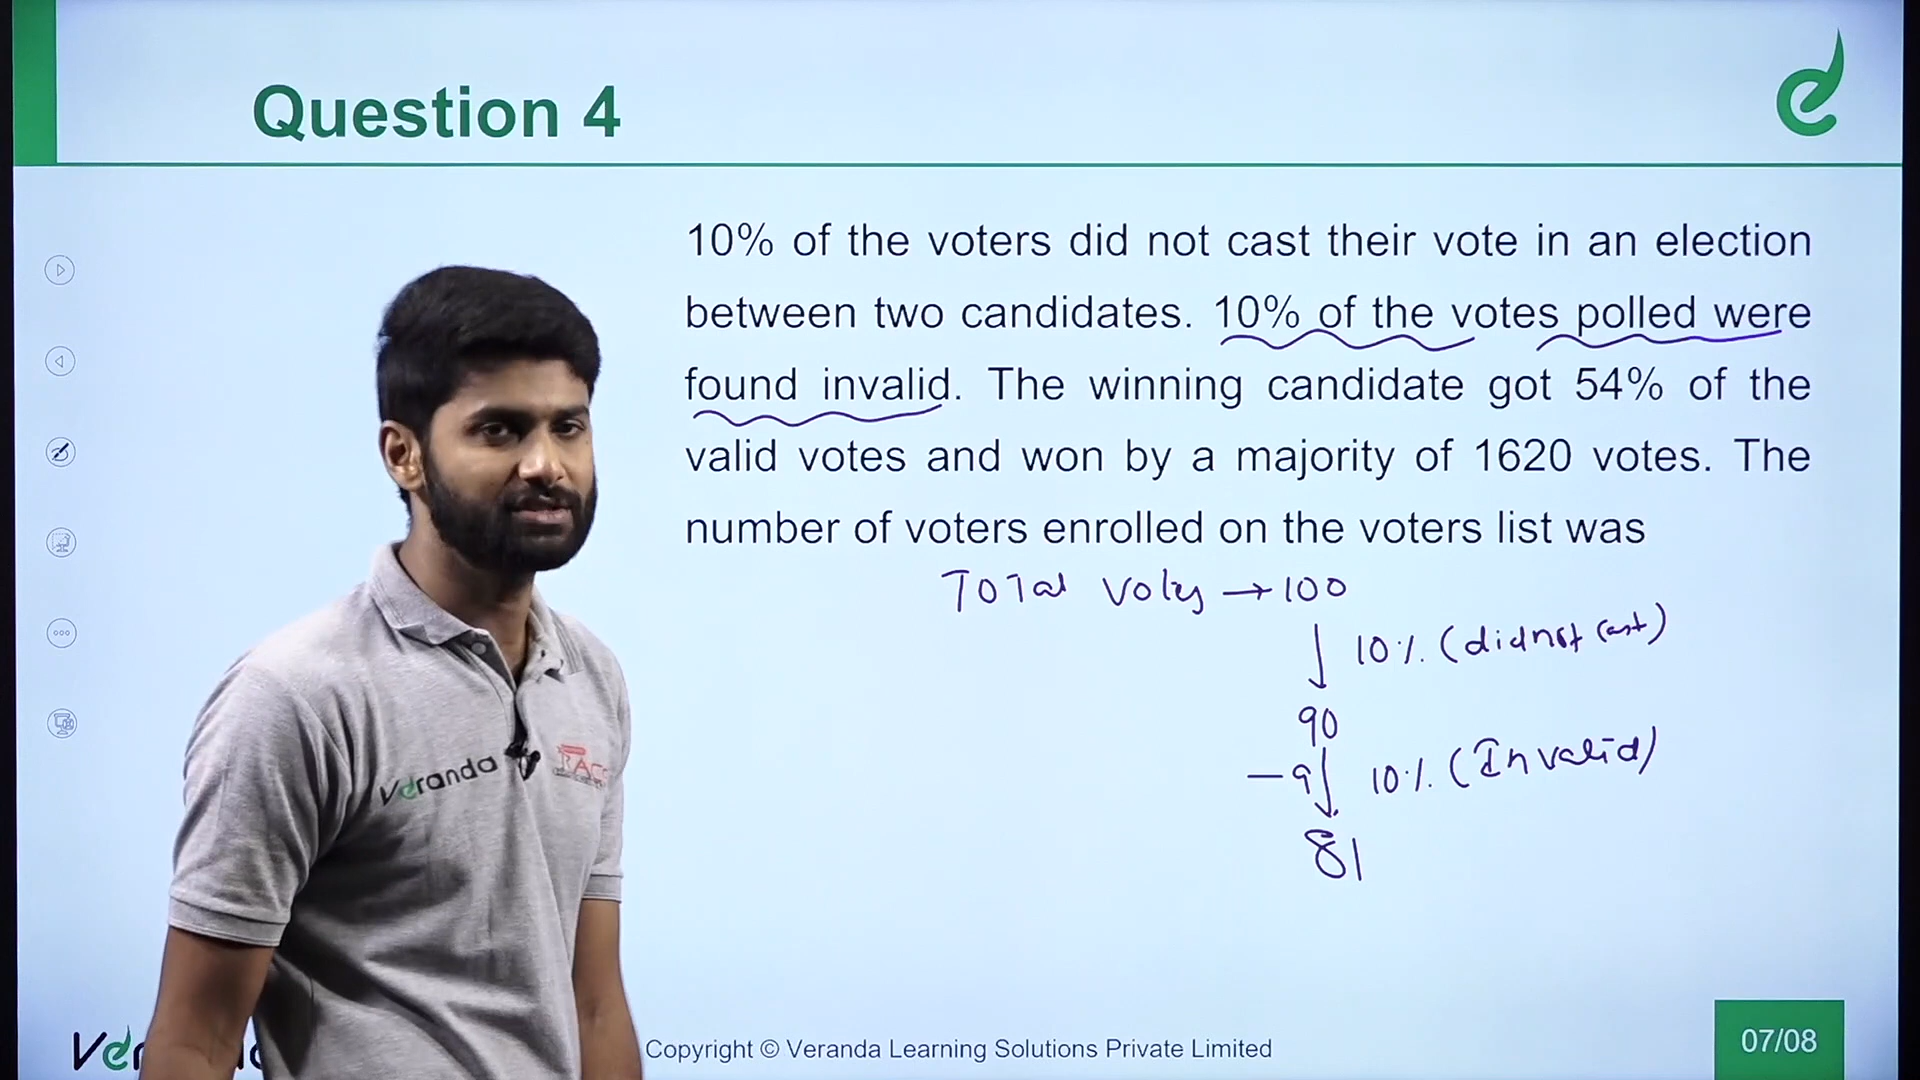 Question 4
10% of the voters did not cast their vote in an election
between two candidates. 10% of the votes polled were
found invalid. The winning candidate got 54% of the
valid votes and won by a majority of 1620 votes. The
number of voters enrolled on the voters list was
Total Votes → 100
10% (did not cast)
90
-9 10% (Invalid)
81
Veranda RACE
Copyright © Veranda Learning Solutions Private Limited
07/08